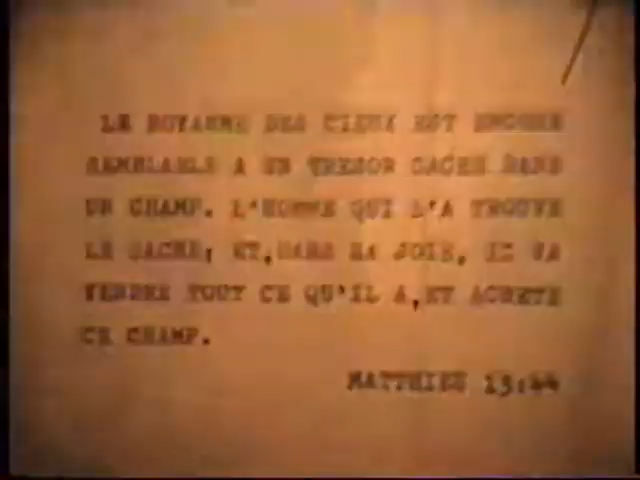 LE ROYAUME DES CIEUX EST ENCORE
SEMBLABLE A UN TRESOR CACHE DANS
UN CHAMP. L'HOMME QUI L'A TROUVE
LE CACHE; ET,DANS SA JOIE, IL VA
VENDRE TOUT CE QU'IL A,ET ACHETE
CE CHAMP.
MATTHIEU 13:44